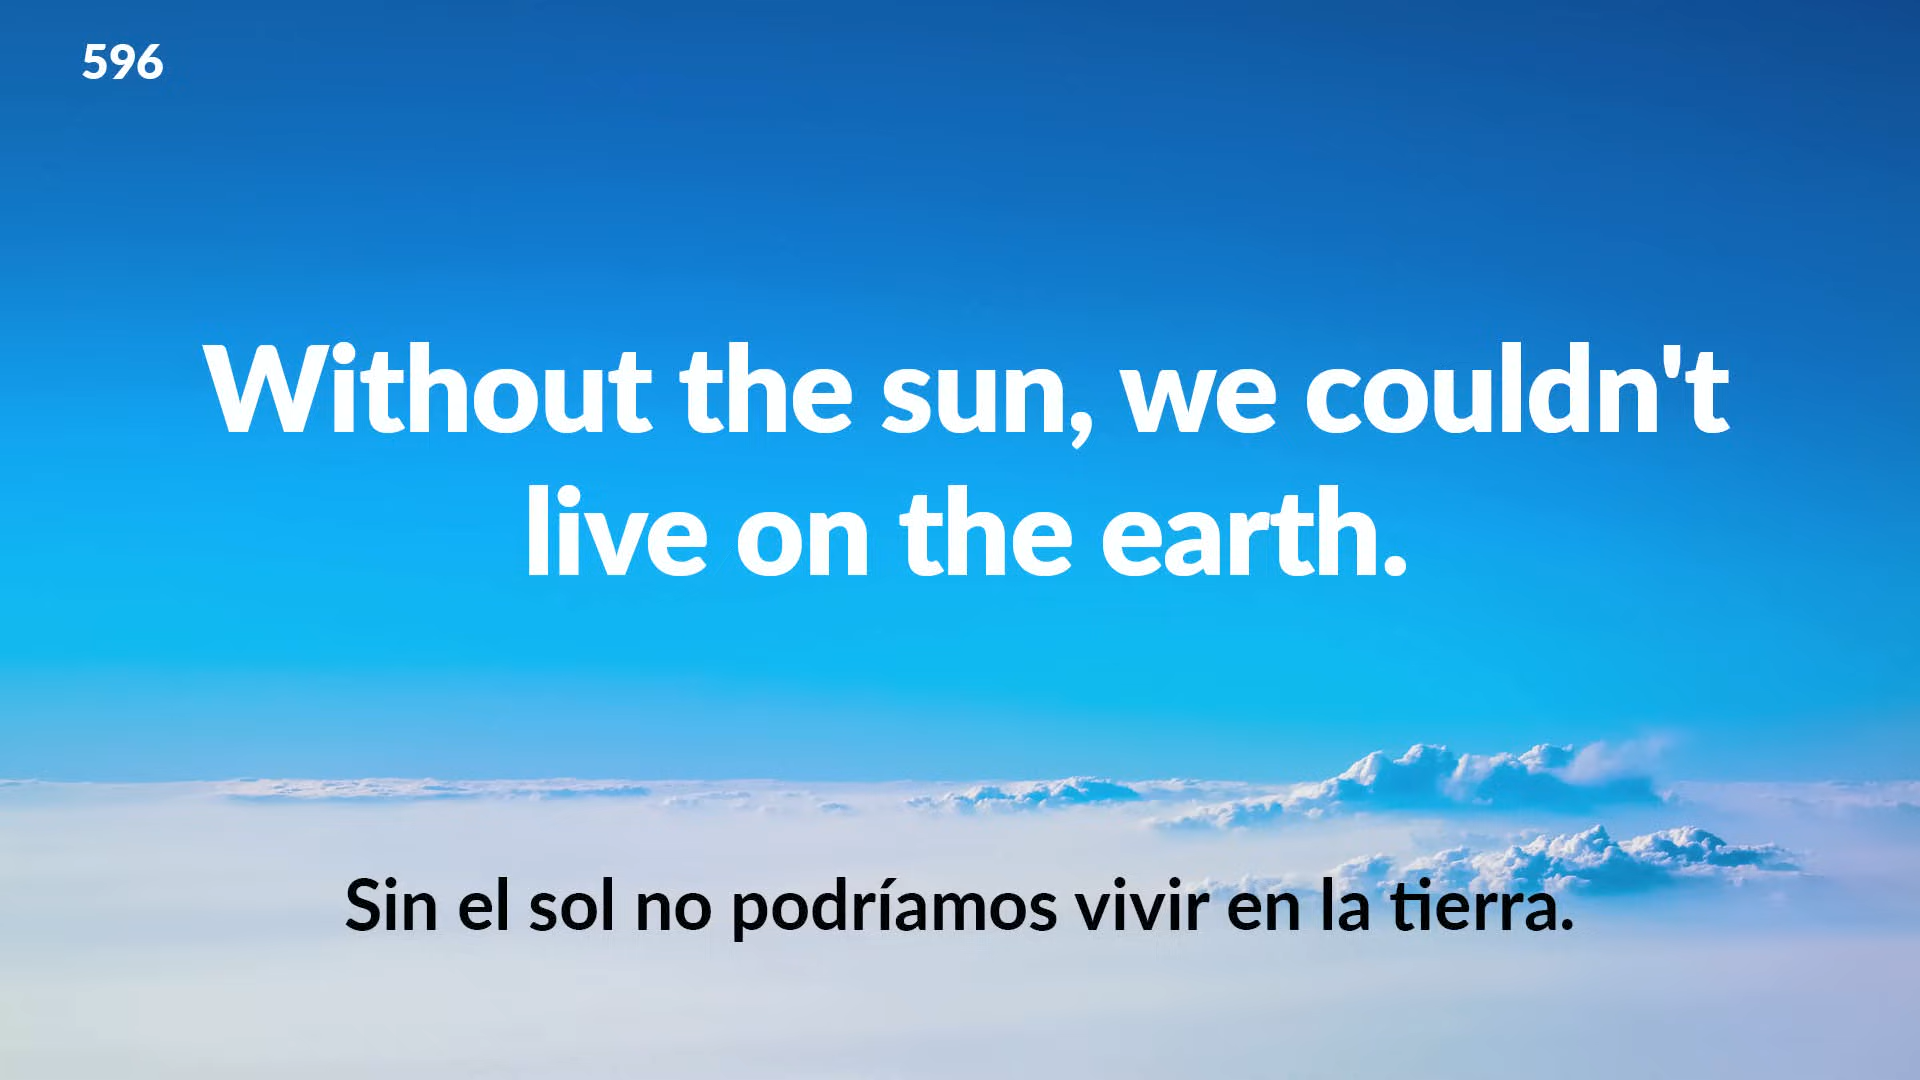 596
Without the sun, we couldn't
live on the earth.
Sin el sol no podríamos vivir en la tierra.